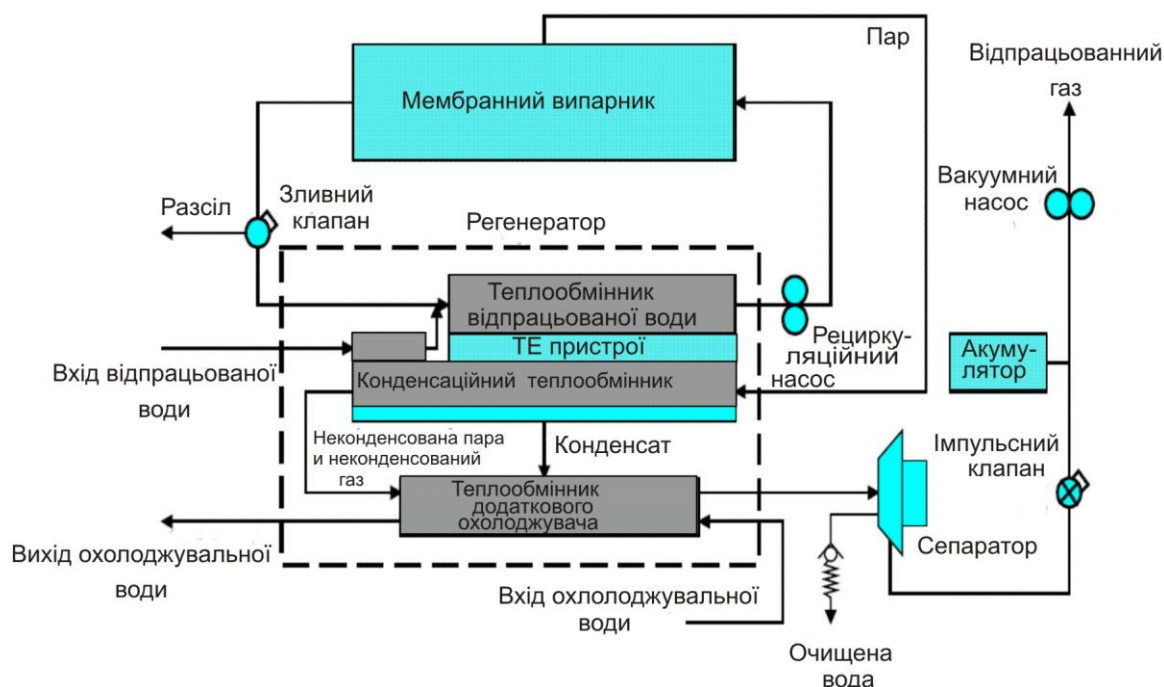 Пар
Відпрацьованний
газ
Мембранний випарник
Вакуумний
насос
Зливний
клапан
Разсіл
Регенератор
Теплообмінник
відпрацьованої води
ТЕ пристрої
Рецирку-
ляційний
насос
Акуму-
лятор
Вхід відпрацьованої
води
Конденсаційний теплообмінник
Неконденсована пара
и неконденсований
газ
Конденсат
Імпульсний
клапан
Теплообмінник
додаткового
охолоджувача
Вихід охолоджувальної
води
Сепаратор
Вхід охлолоджувальної
води
Очищена
вода